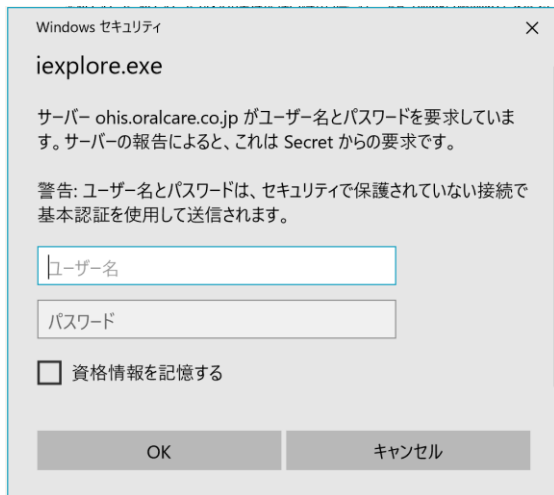 Windows セキュリティ
iexplore.exe
サーバー ohis.oralcare.co.jp がユーザー名とパスワードを要求していま
す。サーバーの報告によると、これは Secret からの要求です。
警告: ユーザー名とパスワードは、セキュリティで保護されていない接続で
基本認証を使用して送信されます。
ユーザー名
パスワード
資格情報を記憶する
OK
キャンセル